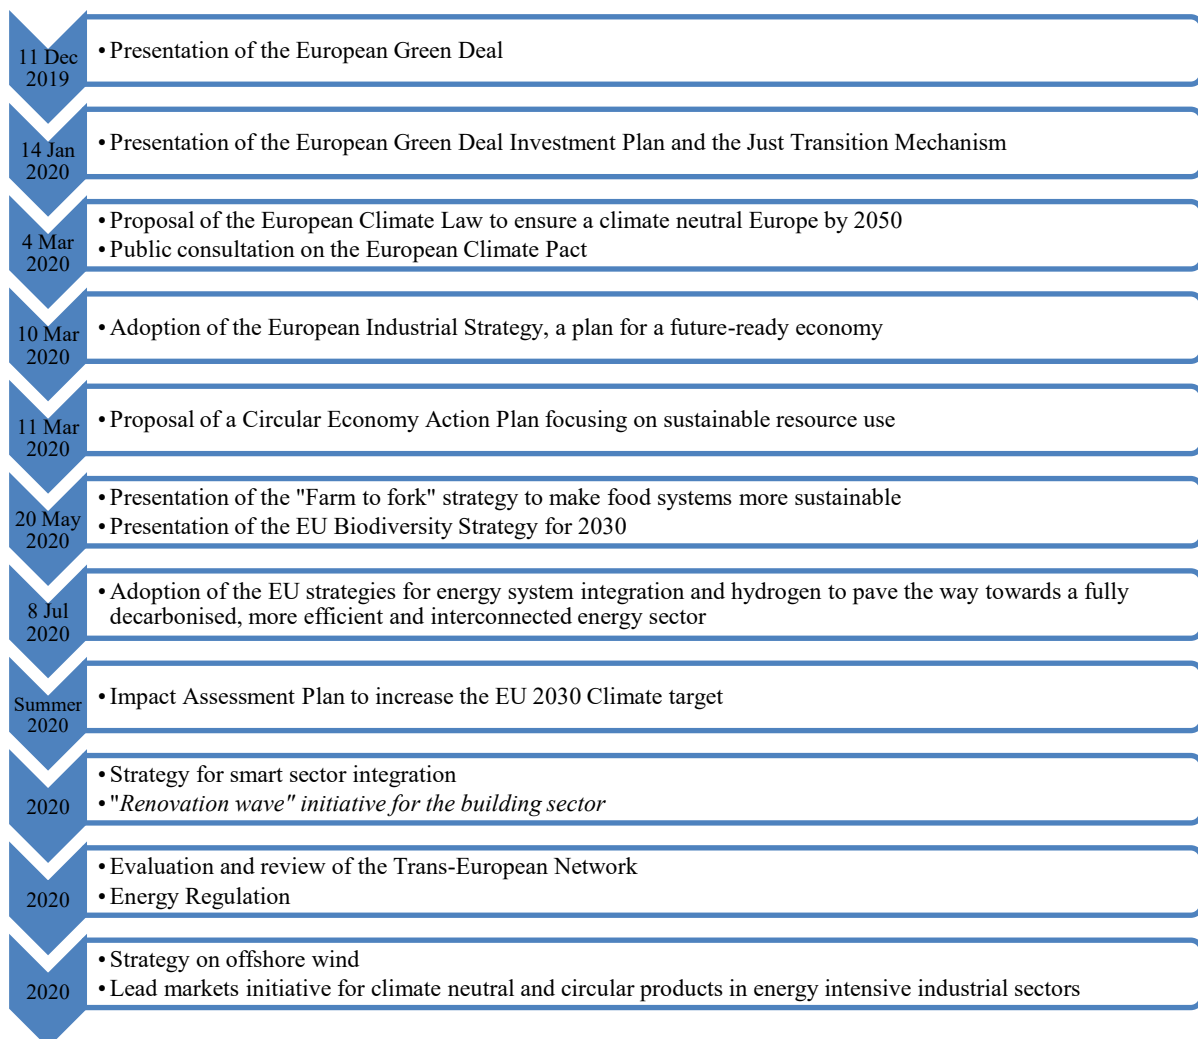 11 Dec
2019
• Presentation of the European Green Deal
14 Jan
2020
• Presentation of the European Green Deal Investment Plan and the Just Transition Mechanism
4 Mar
2020
• Proposal of the European Climate Law to ensure a climate neutral Europe by 2050
• Public consultation on the European Climate Pact
10 Mar
2020
• Adoption of the European Industrial Strategy, a plan for a future-ready economy
11 Mar
2020
• Proposal of a Circular Economy Action Plan focusing on sustainable resource use
20 May
2020
• Presentation of the "Farm to fork" strategy to make food systems more sustainable
• Presentation of the EU Biodiversity Strategy for 2030
8 Jul
2020
• Adoption of the EU strategies for energy system integration and hydrogen to pave the way towards a fully
decarbonised, more efficient and interconnected energy sector
Summer
2020
• Impact Assessment Plan to increase the EU 2030 Climate target
2020
• Strategy for smart sector integration
• "Renovation wave" initiative for the building sector
2020
• Evaluation and review of the Trans-European Network
• Energy Regulation
2020
• Strategy on offshore wind
• Lead markets initiative for climate neutral and circular products in energy intensive industrial sectors